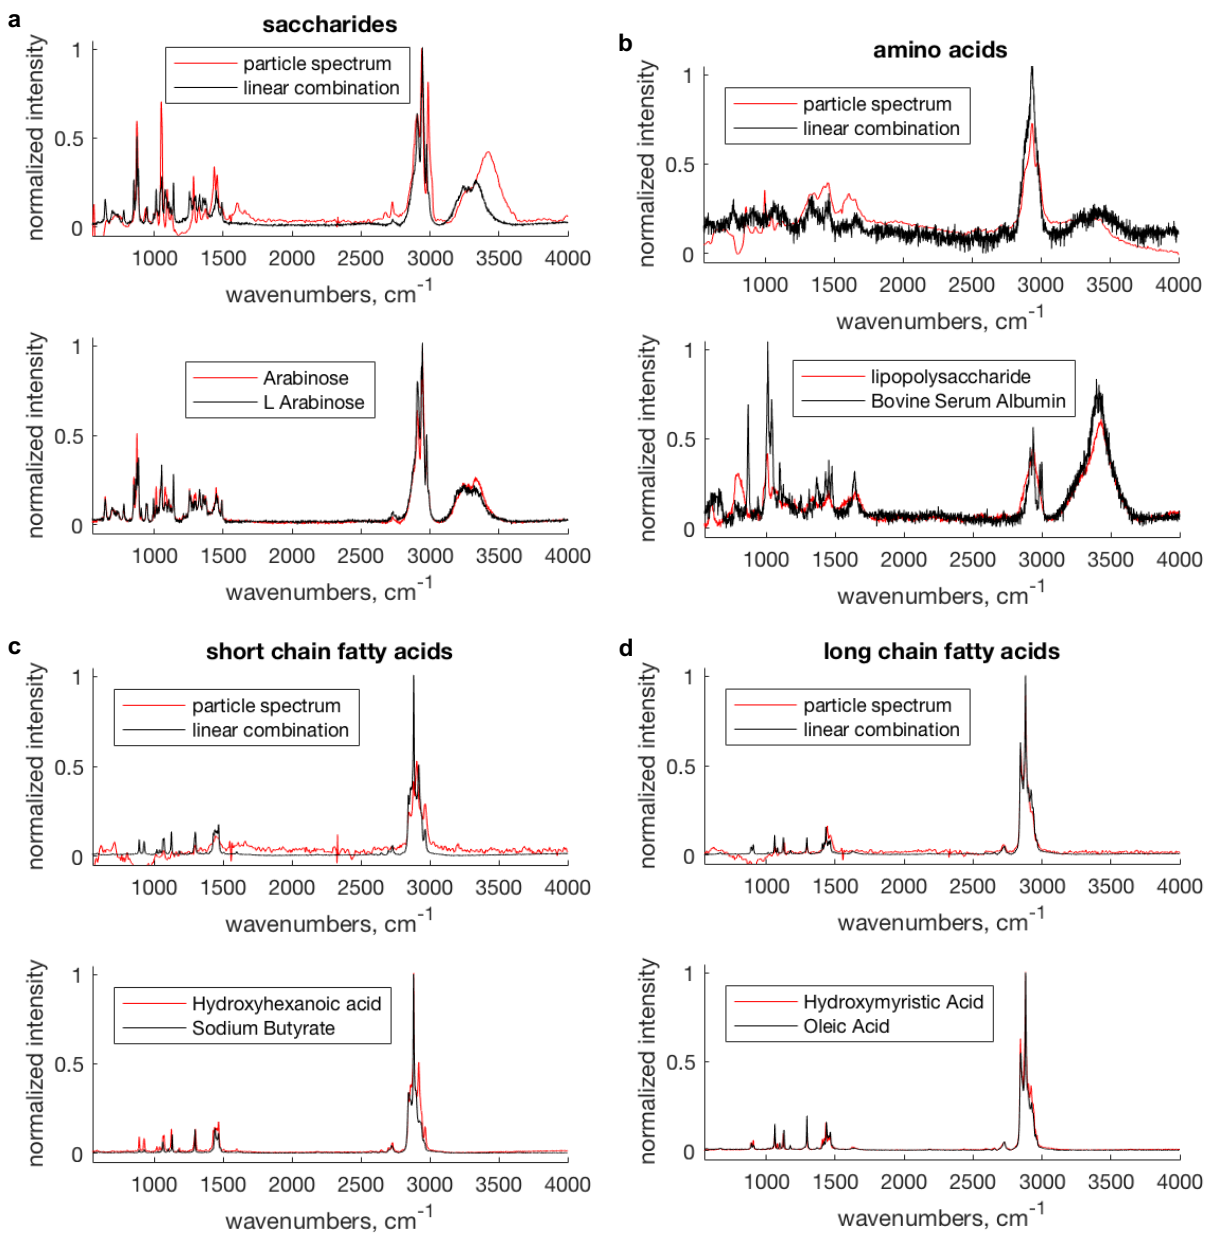 a
saccharides
normalized intensity
1
0.5
0
particle spectrum
linear combination
1000 1500 2000 2500 3000 3500 4000
wavenumbers, cm-1
normalized intensity
1
0.5
0
Arabinose
L Arabinose
1000 1500 2000 2500 3000 3500 4000
wavenumbers, cm-1
b
amino acids
normalized intensity
1
0.5
0
particle spectrum
linear combination
1000 1500 2000 2500 3000 3500 4000
wavenumbers, cm-1
normalized intensity
1
0.5
0
lipopolysaccharide
Bovine Serum Albumin
1000 1500 2000 2500 3000 3500 4000
wavenumbers, cm-1
c
short chain fatty acids
normalized intensity
1
0.5
0
particle spectrum
linear combination
1000 1500 2000 2500 3000 3500 4000
wavenumbers, cm-1
normalized intensity
1
0.5
0
Hydroxyhexanoic acid
Sodium Butyrate
1000 1500 2000 2500 3000 3500 4000
wavenumbers, cm-1
d
long chain fatty acids
normalized intensity
1
0.5
0
particle spectrum
linear combination
1000 1500 2000 2500 3000 3500 4000
wavenumbers, cm-1
normalized intensity
1
0.5
0
Hydroxymyristic Acid
Oleic Acid
1000 1500 2000 2500 3000 3500 4000
wavenumbers, cm-1